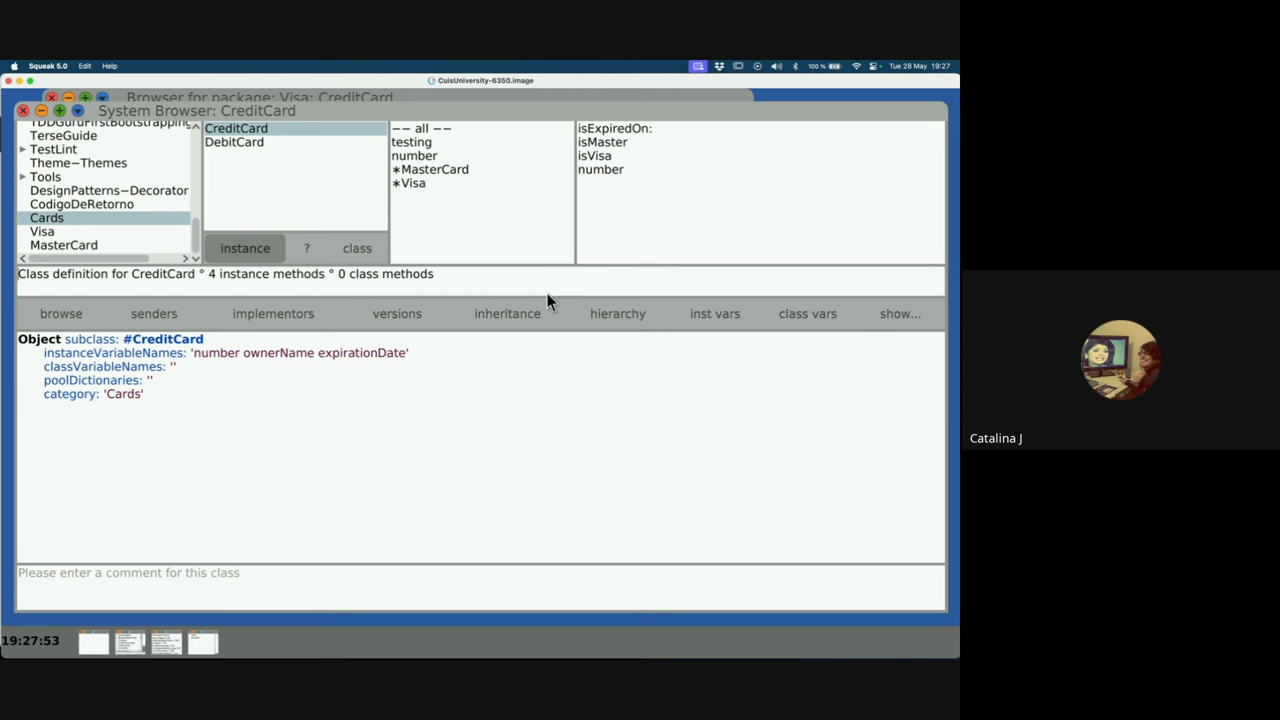 Squeak 5.0 Edit Help 100 % Tue 28 May 19:27
CuisUniversity-6350.image
Browser for package: Visa: CreditCard
System Browser: CreditCard
TDDGuruFirstBootstrapping
TerseGuide
TestLint
Theme-Themes
Tools
DesignPatterns-Decorator
CodigoDeRetorno
Cards
Visa
MasterCard
CreditCard
DebitCard
instance ? class
-- all --
testing
number
*MasterCard
*Visa
isExpiredOn:
isMaster
isVisa
number
Class definition for CreditCard ° 4 instance methods ° 0 class methods
browse senders implementors versions inheritance hierarchy inst vars class vars show...
Object subclass: #CreditCard
instanceVariableNames: 'number ownerName expirationDate'
classVariableNames: ''
poolDictionaries: ''
category: 'Cards'
Please enter a comment for this class
19:27:53
Catalina J